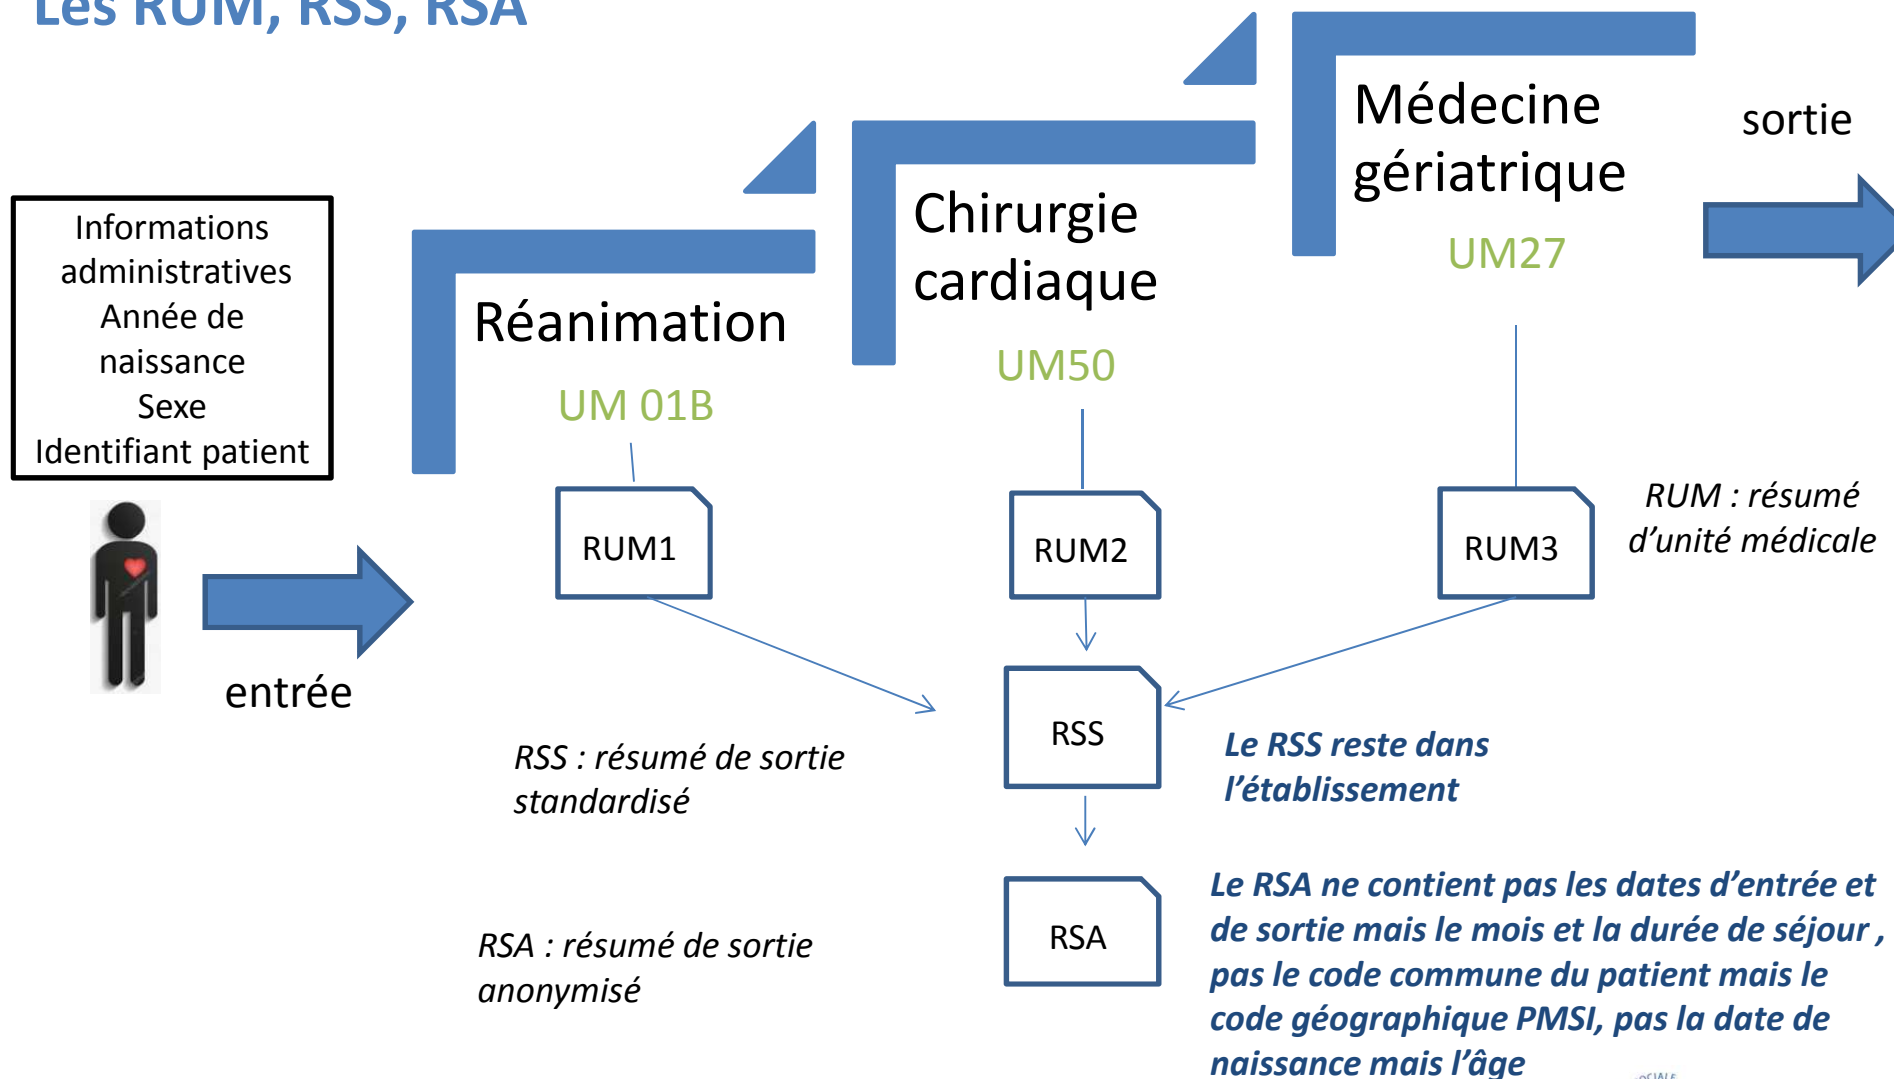 Les RUM, RSS, RSA
Informations
administratives
Année de
naissance
Sexe
Identifiant patient
entrée
Réanimation
UM 01B
Chirurgie
cardiaque
UM50
Médecine
gériatrique
UM27
sortie
RUM1
RUM2
RUM3
RUM : résumé
d’unité médicale
RSS
RSS : résumé de sortie
standardisé
Le RSS reste dans
l’établissement
RSA
RSA : résumé de sortie
anonymisé
Le RSA ne contient pas les dates d’entrée et
de sortie mais le mois et la durée de séjour ,
pas le code commune du patient mais le
code géographique PMSI, pas la date de
naissance mais l’âge